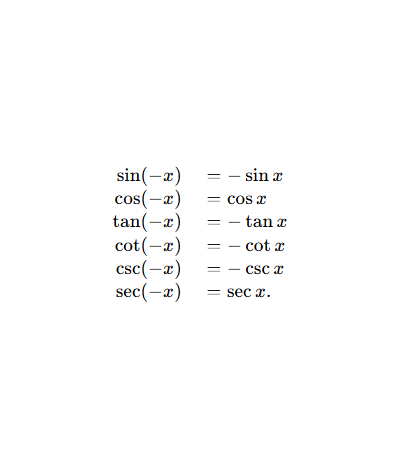 sin(−x) = − sin x
cos(−x) = cos x
tan(−x) = − tan x
cot(−x) = − cot x
csc(−x) = − csc x
sec(−x) = sec x.